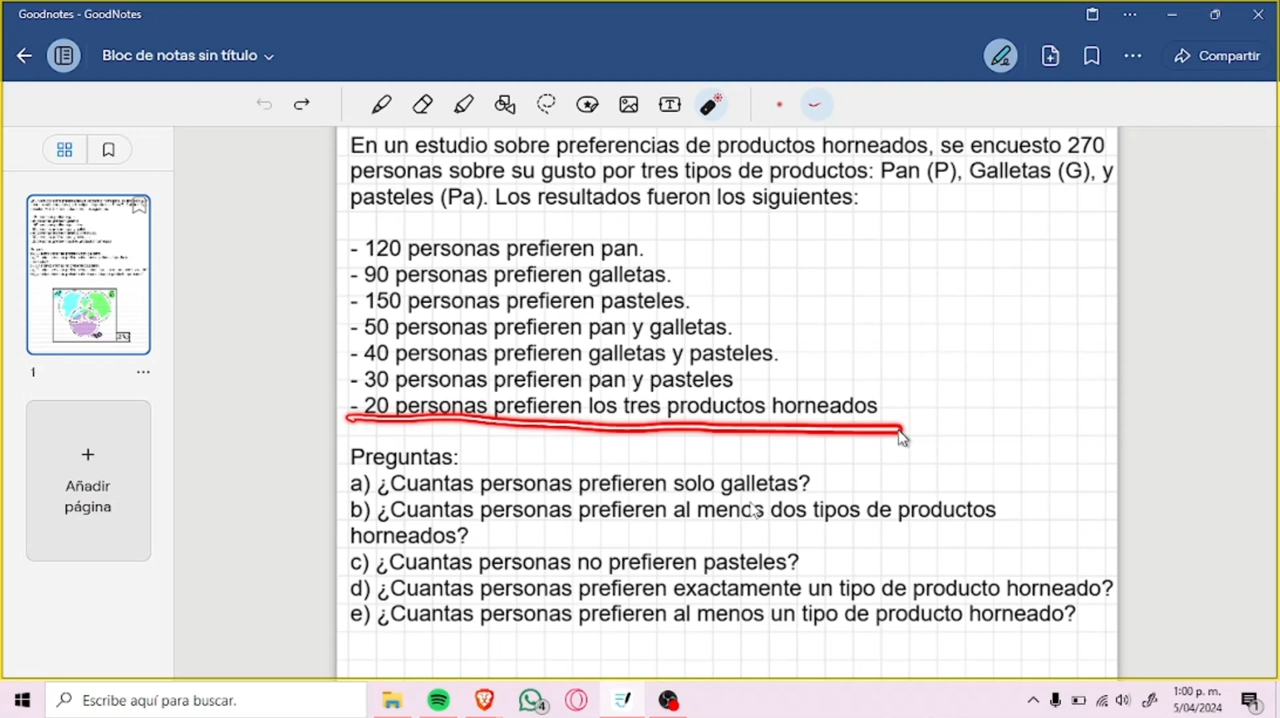 Goodnotes - GoodNotes
Bloc de notas sin título
Compartir
En un estudio sobre preferencias de productos horneados, se encuesto 270
personas sobre su gusto por tres tipos de productos: Pan (P), Galletas (G), y
pasteles (Pa). Los resultados fueron los siguientes:
- 120 personas prefieren pan.
- 90 personas prefieren galletas.
- 150 personas prefieren pasteles.
- 50 personas prefieren pan y galletas.
- 40 personas prefieren galletas y pasteles.
- 30 personas prefieren pan y pasteles
- 20 personas prefieren los tres productos horneados
Preguntas:
a) ¿Cuantas personas prefieren solo galletas?
b) ¿Cuantas personas prefieren al menos dos tipos de productos
horneados?
c) ¿Cuantas personas no prefieren pasteles?
d) ¿Cuantas personas prefieren exactamente un tipo de producto horneado?
e) ¿Cuantas personas prefieren al menos un tipo de producto horneado?
1
Añadir
página
Escribe aquí para buscar.
4
1:00 p. m.
5/04/2024
1